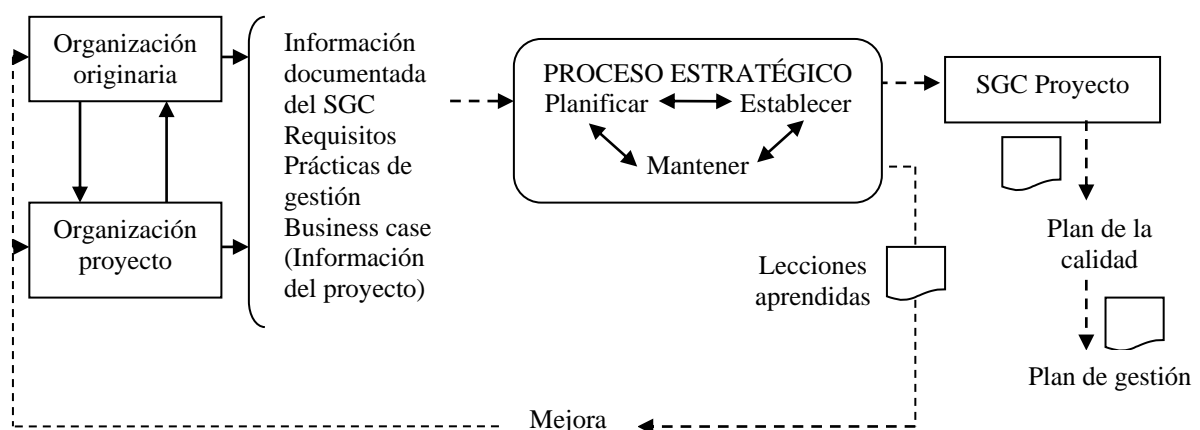 Organización
originaria
Organización
proyecto
Información
documentada
del SGC
Requisitos
Prácticas de
gestión
Business case
(Información
del proyecto)
PROCESO ESTRATÉGICO
Planificar Establecer
Mantener
SGC Proyecto
Plan de la
calidad
Plan de gestión
Lecciones
aprendidas
Mejora